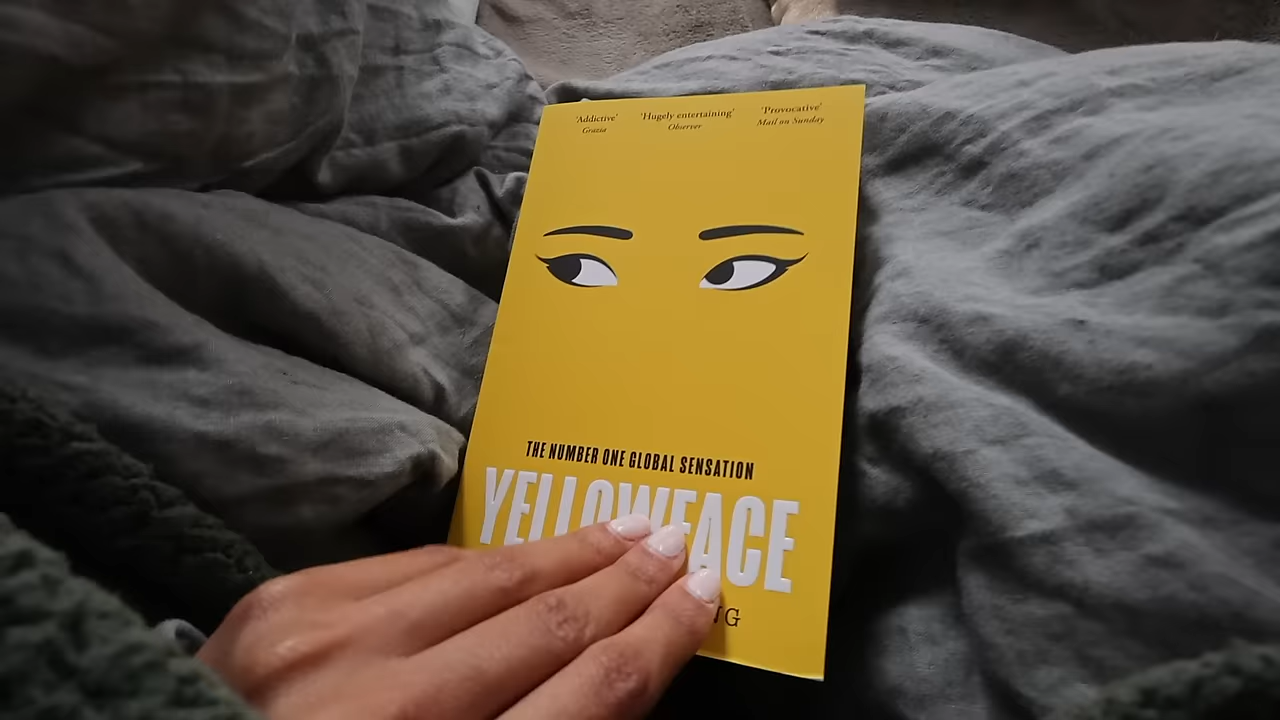 'Addictive'
Grazia
'Hugely entertaining'
Observer
'Provocative'
Mail on Sunday
THE NUMBER ONE GLOBAL SENSATION
YELLOWFACE